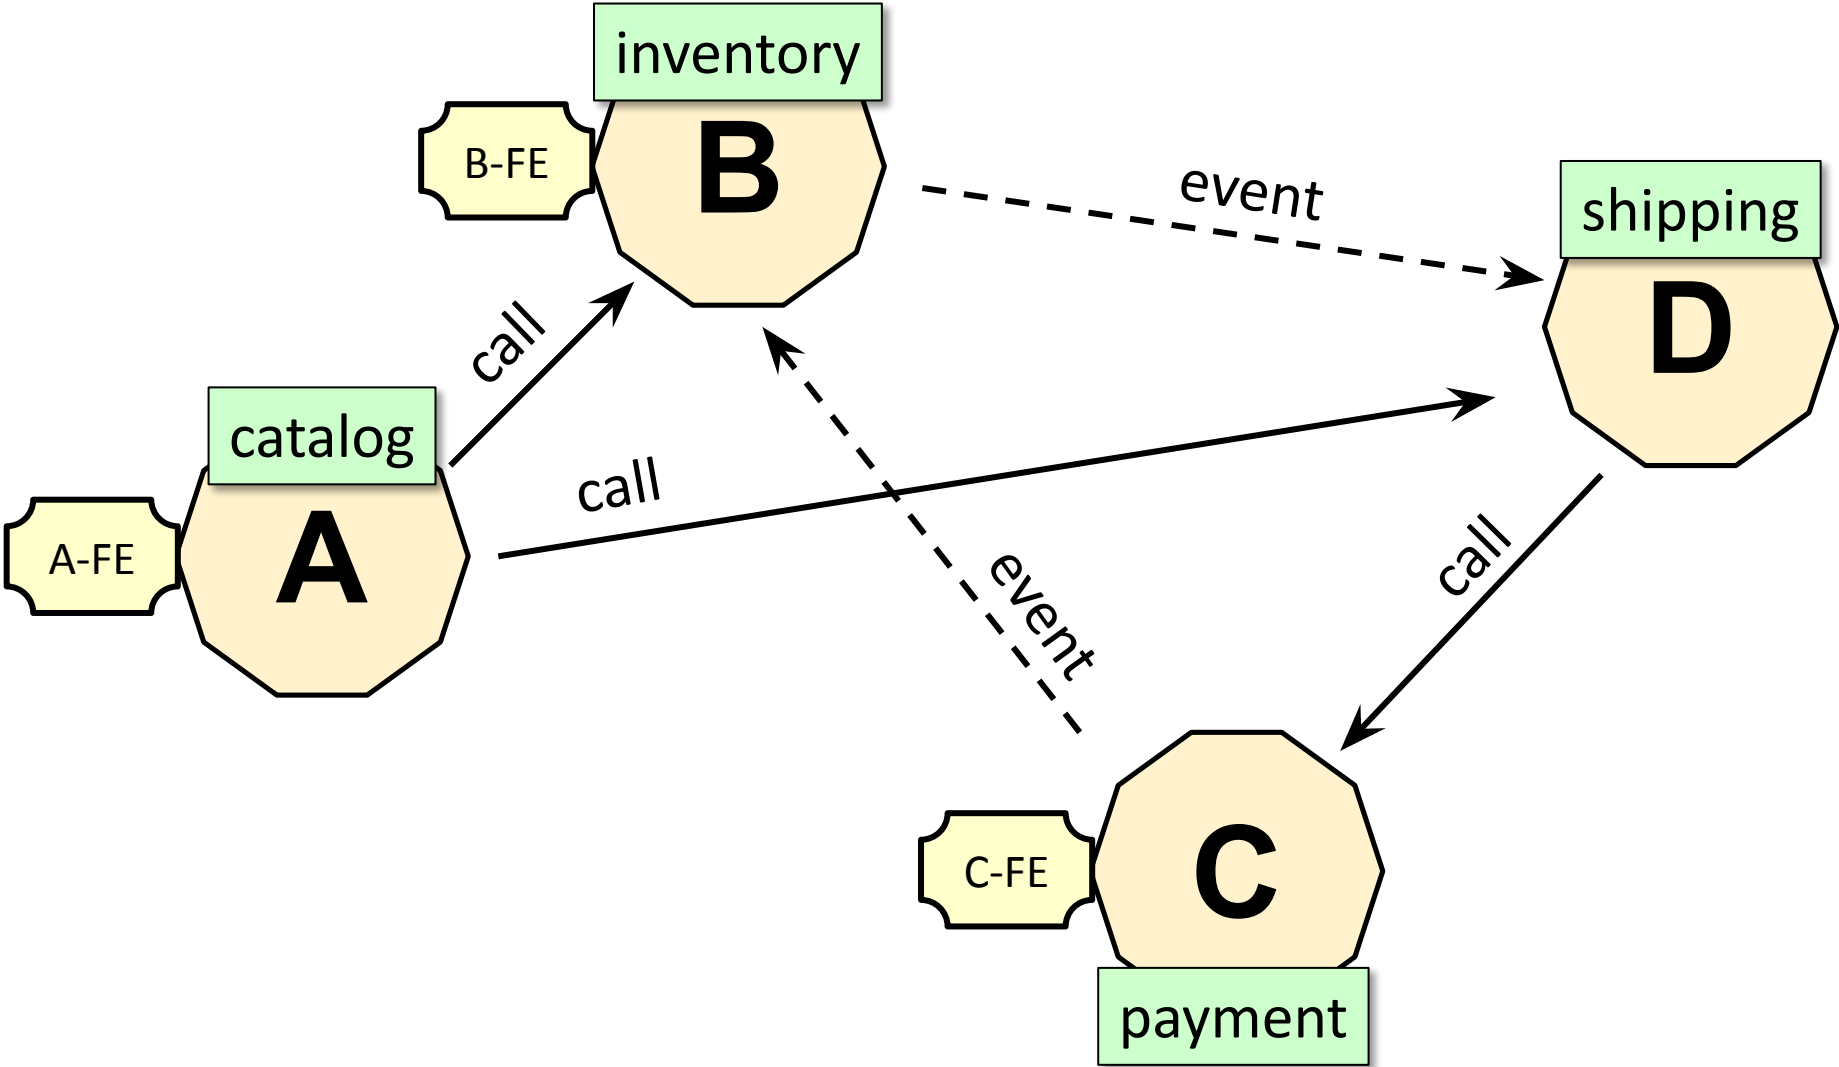 inventory
B-FE
B
event
shipping
D
call
catalog
A-FE
A
call
event
call
C-FE
C
payment